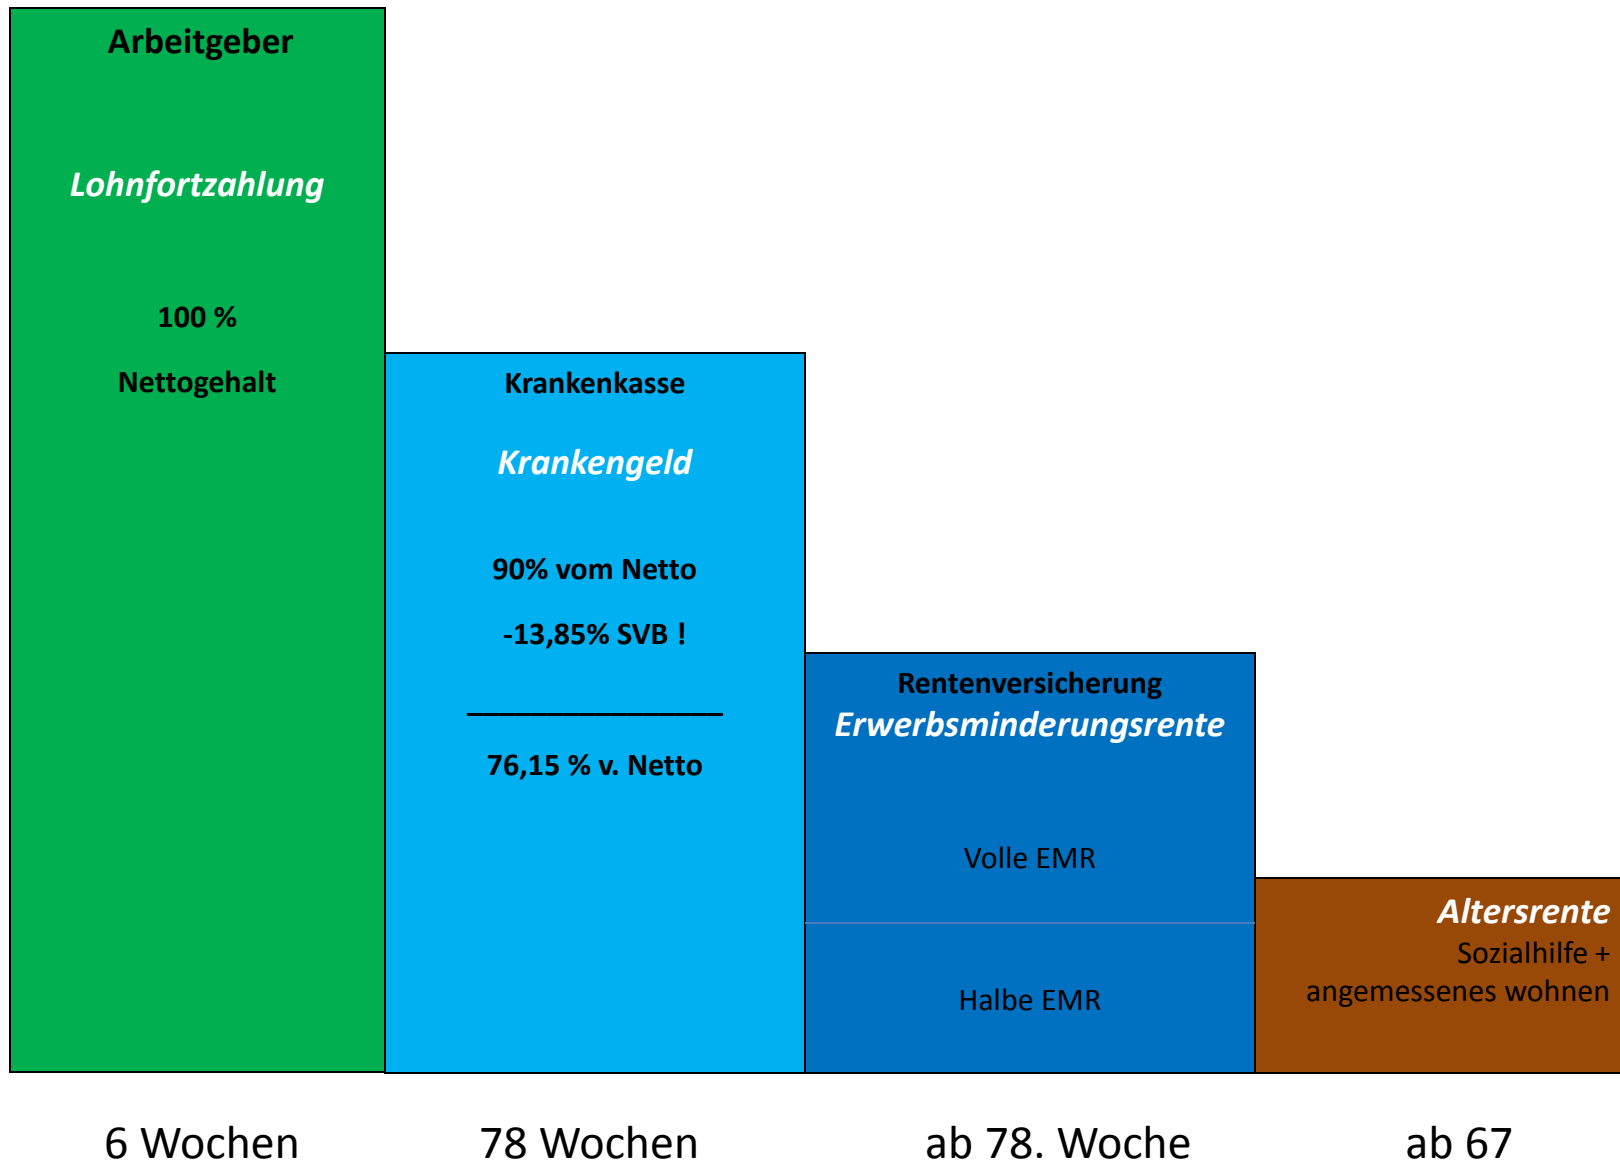 Arbeitgeber
Lohnfortzahlung
100 %
Nettogehalt
Krankenkasse
Krankengeld
90% vom Netto
-13,85% SVB !
________________
76,15 % v. Netto
Rentenversicherung
Erwerbsminderungsrente
Volle EMR
Halbe EMR
Altersrente
Sozialhilfe +
angemessenes wohnen
6 Wochen
78 Wochen
ab 78. Woche
ab 67